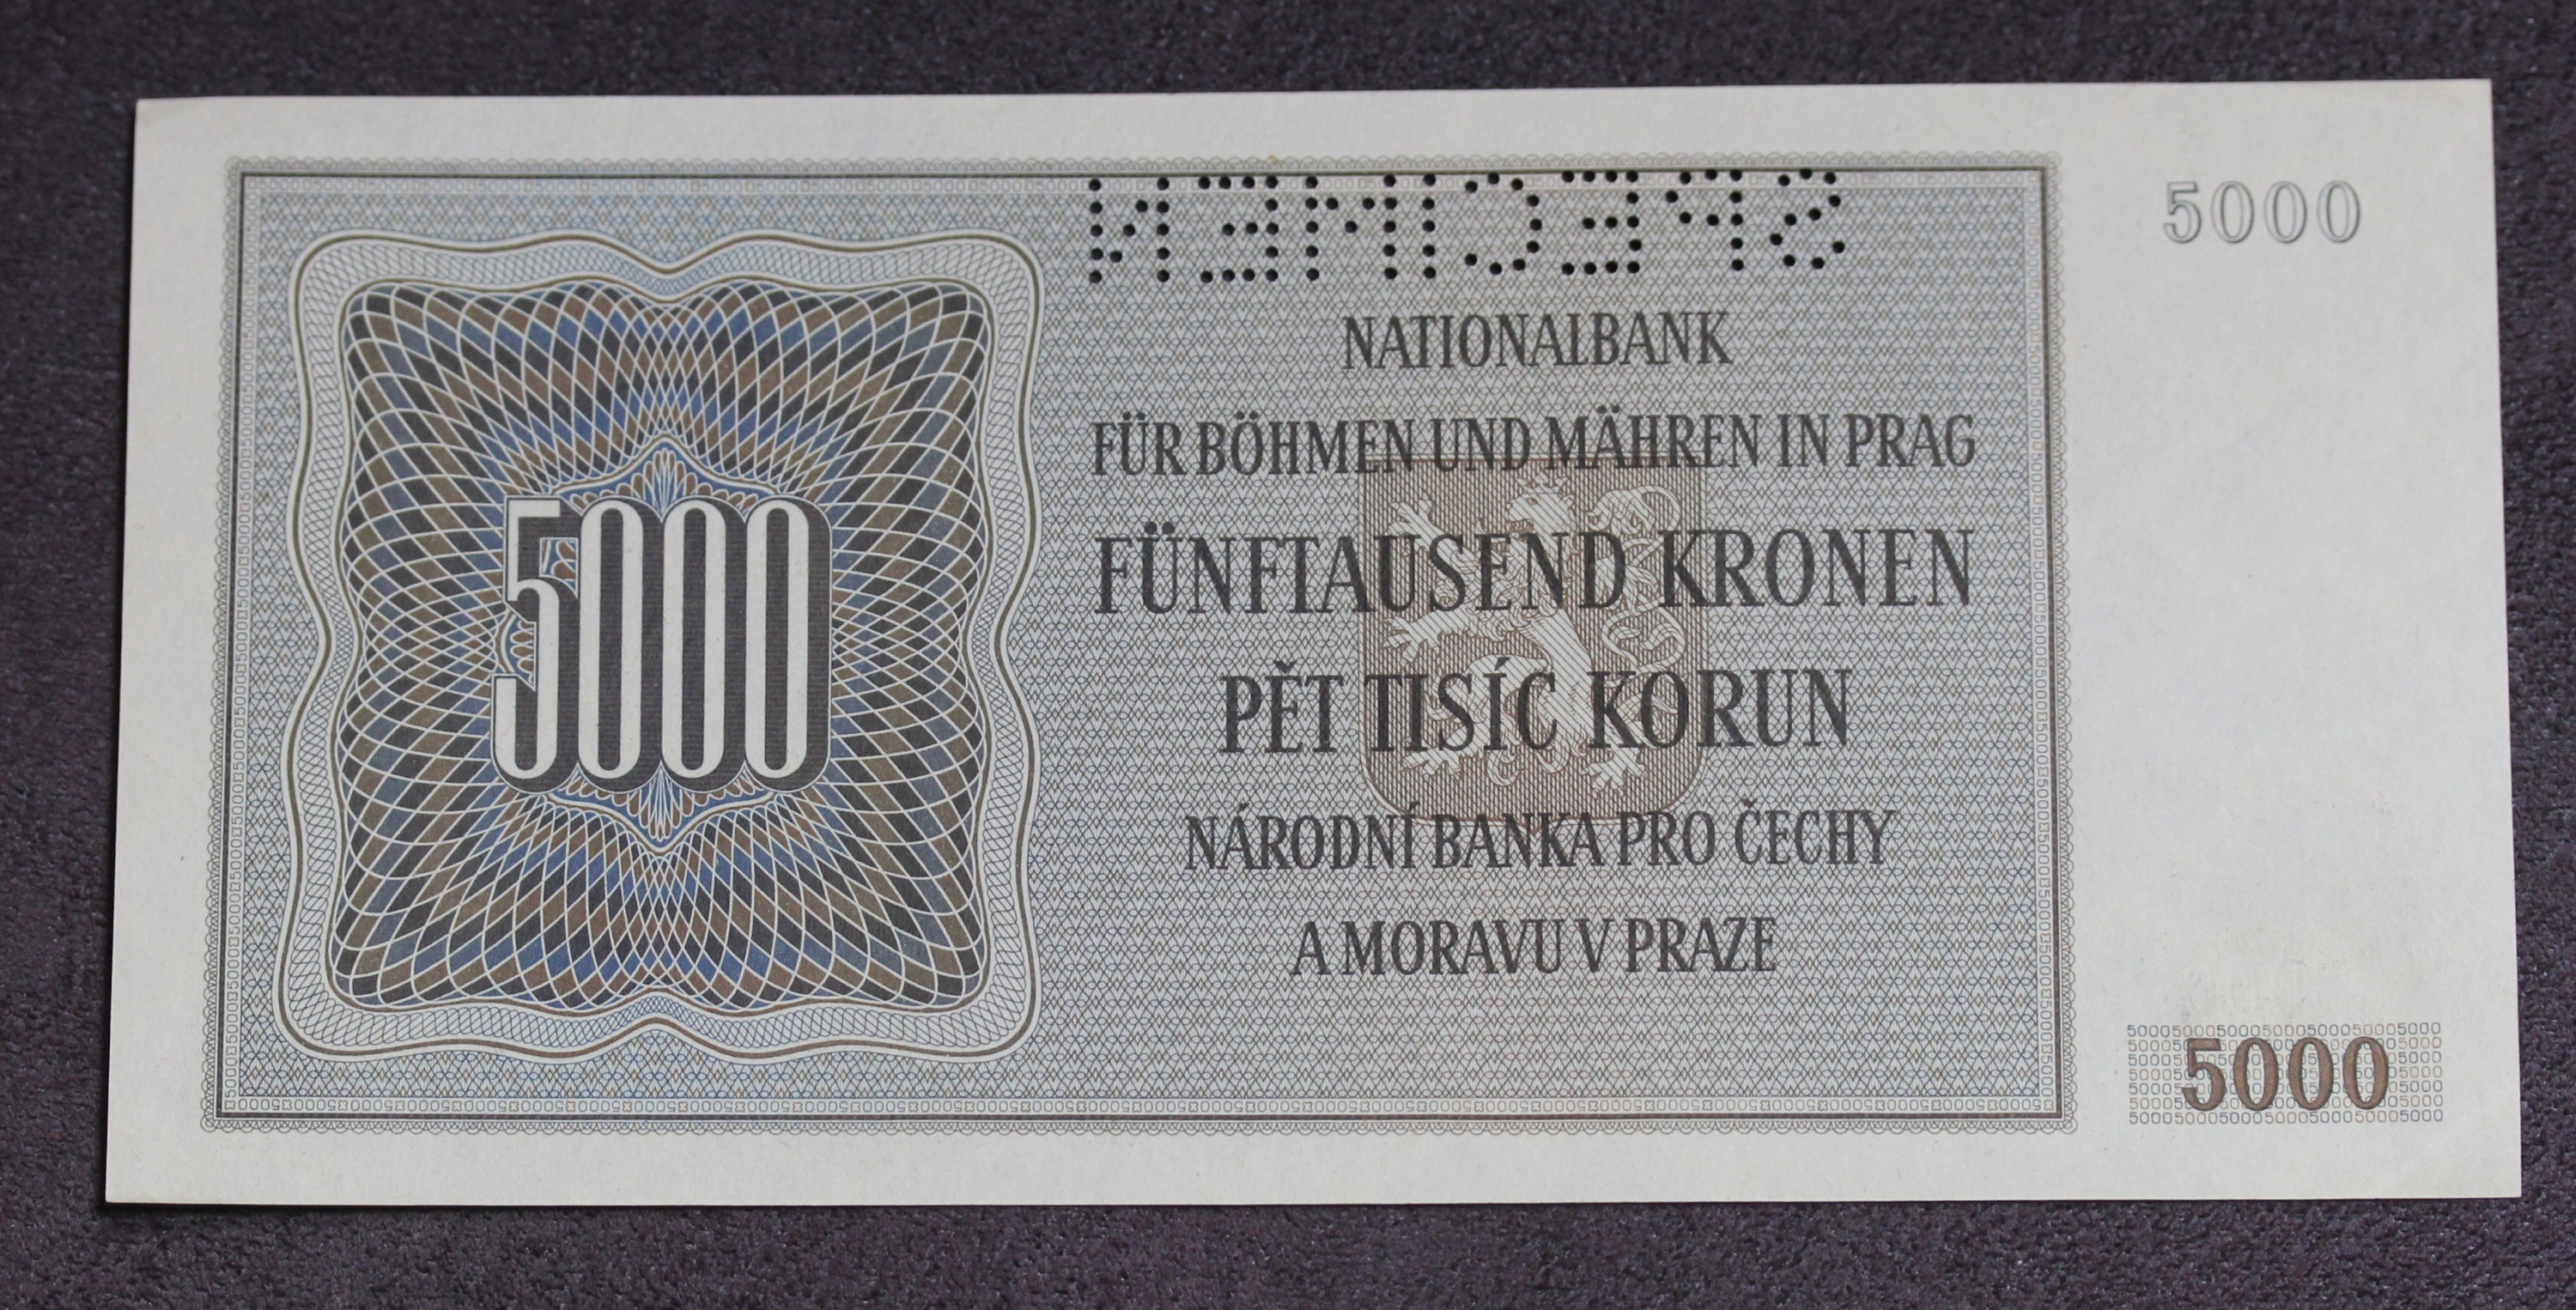 SPECIMEN
5000
NATIONALBANK
FÜR BÖHMEN UND MÄHREN IN PRAG
5000
FÜNFTAUSEND KRONEN
PĚT TISÍC KORUN
NÁRODNÍ BANKA PRO ČECHY
A MORAVU V PRAZE
5000